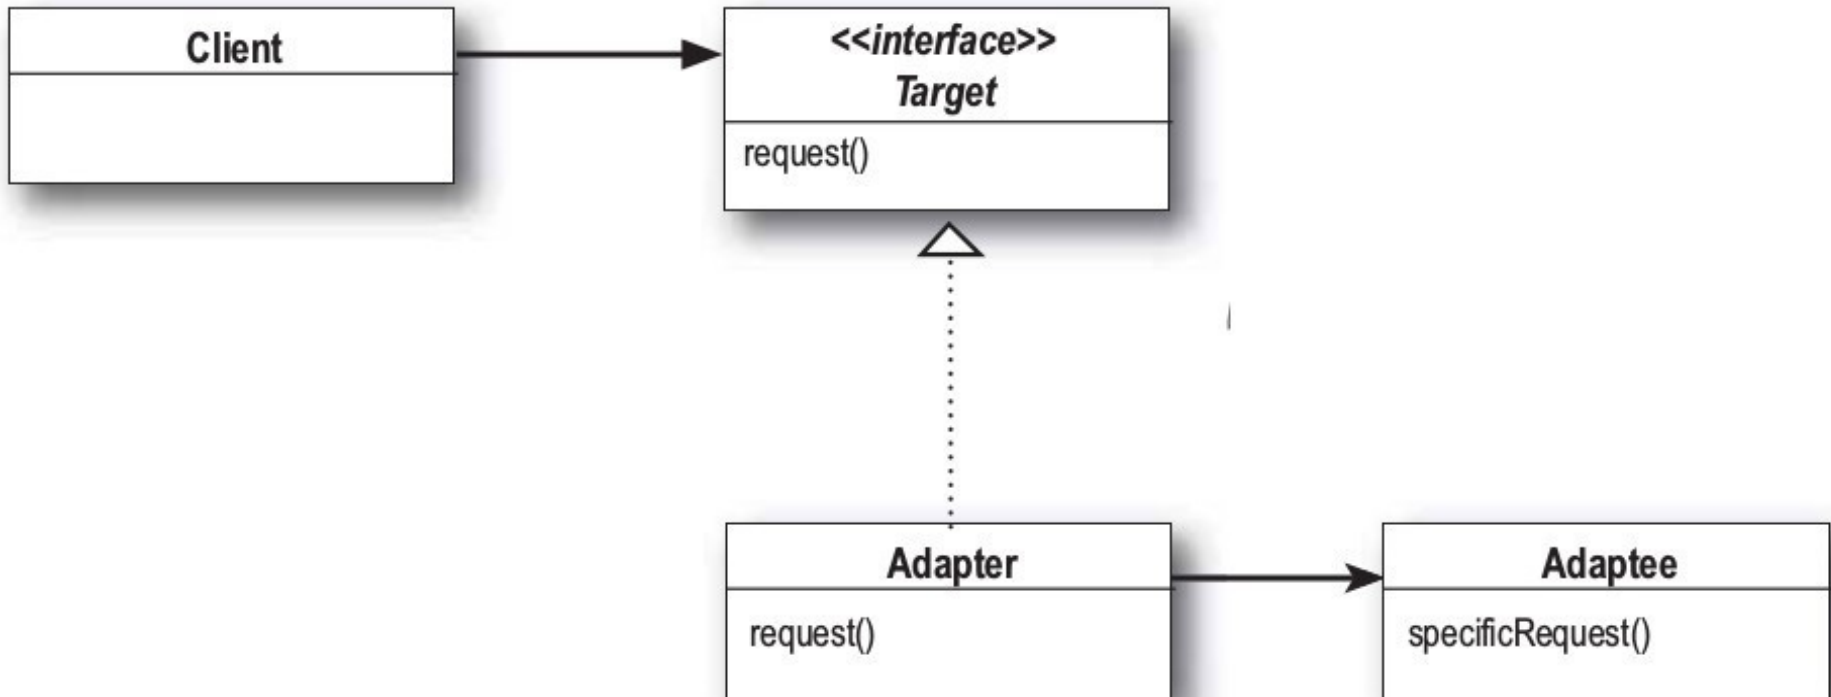 Client
<<interface>>
Target
request()
Adapter
request()
Adaptee
specificRequest()